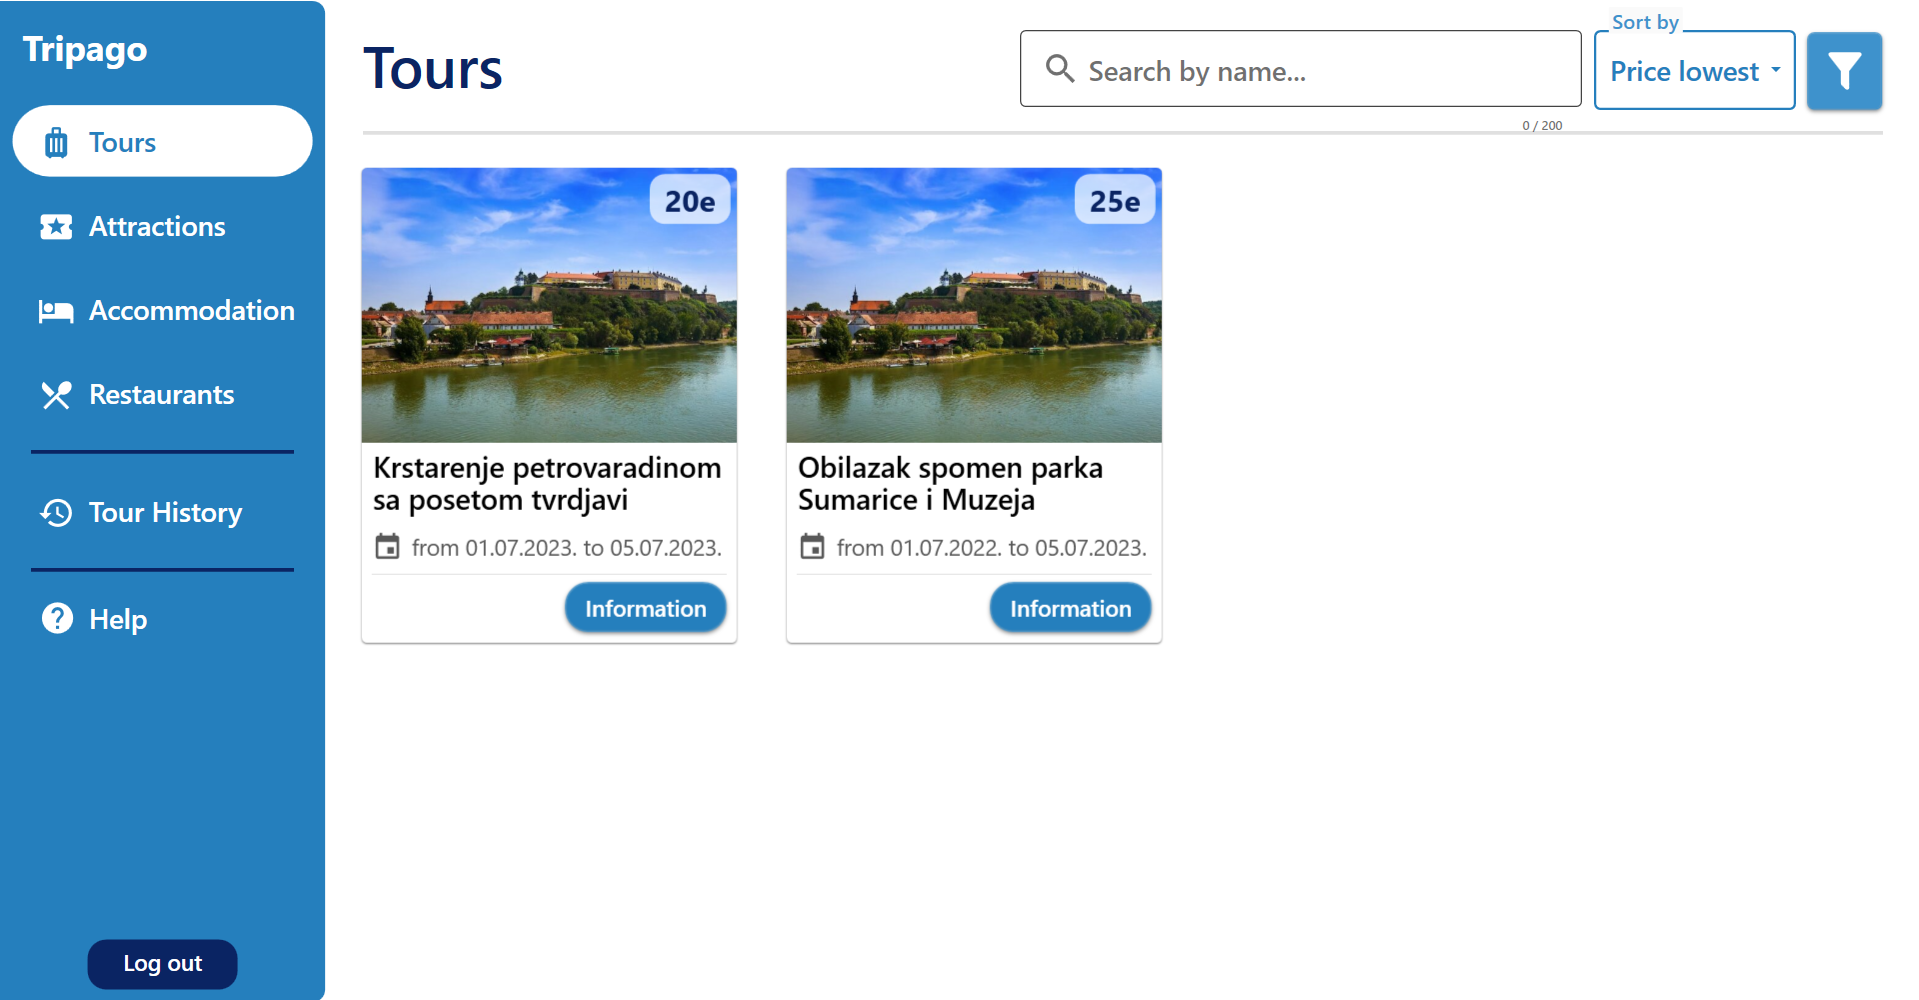 Tripago
Tours
Attractions
Accommodation
Restaurants
Tour History
Help
Log out
Tours
Search by name...
0 / 200
Sort by
Price lowest
20e
Krstarenje petrovaradinom
sa posetom tvrdjavi
from 01.07.2023. to 05.07.2023.
Information
25e
Obilazak spomen parka
Sumarice i Muzeja
from 01.07.2022. to 05.07.2023.
Information